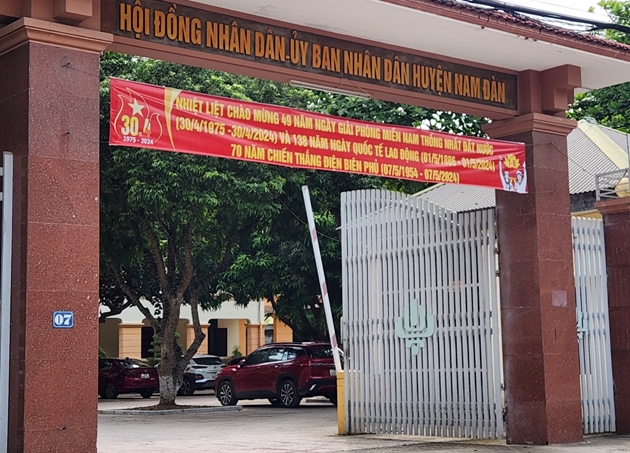 HỘI ĐỒNG NHÂN DÂN ỦY BAN NHÂN DÂN HUYỆN NAM ĐÀN
30.4
1975 - 2024
NHIỆT LIỆT CHÀO MỪNG 49 NĂM NGÀY GIẢI PHÓNG MIỀN NAM THỐNG NHẤT ĐẤT NƯỚC
(30/4/1975 -30/4/2024) VÀ 138 NĂM NGÀY QUỐC TẾ LAO ĐỘNG (01/5/1886 - 01/5/2024)
70 NĂM CHIẾN THẮNG ĐIỆN BIÊN PHỦ (07/5/1954 - 07/5/2024)
07